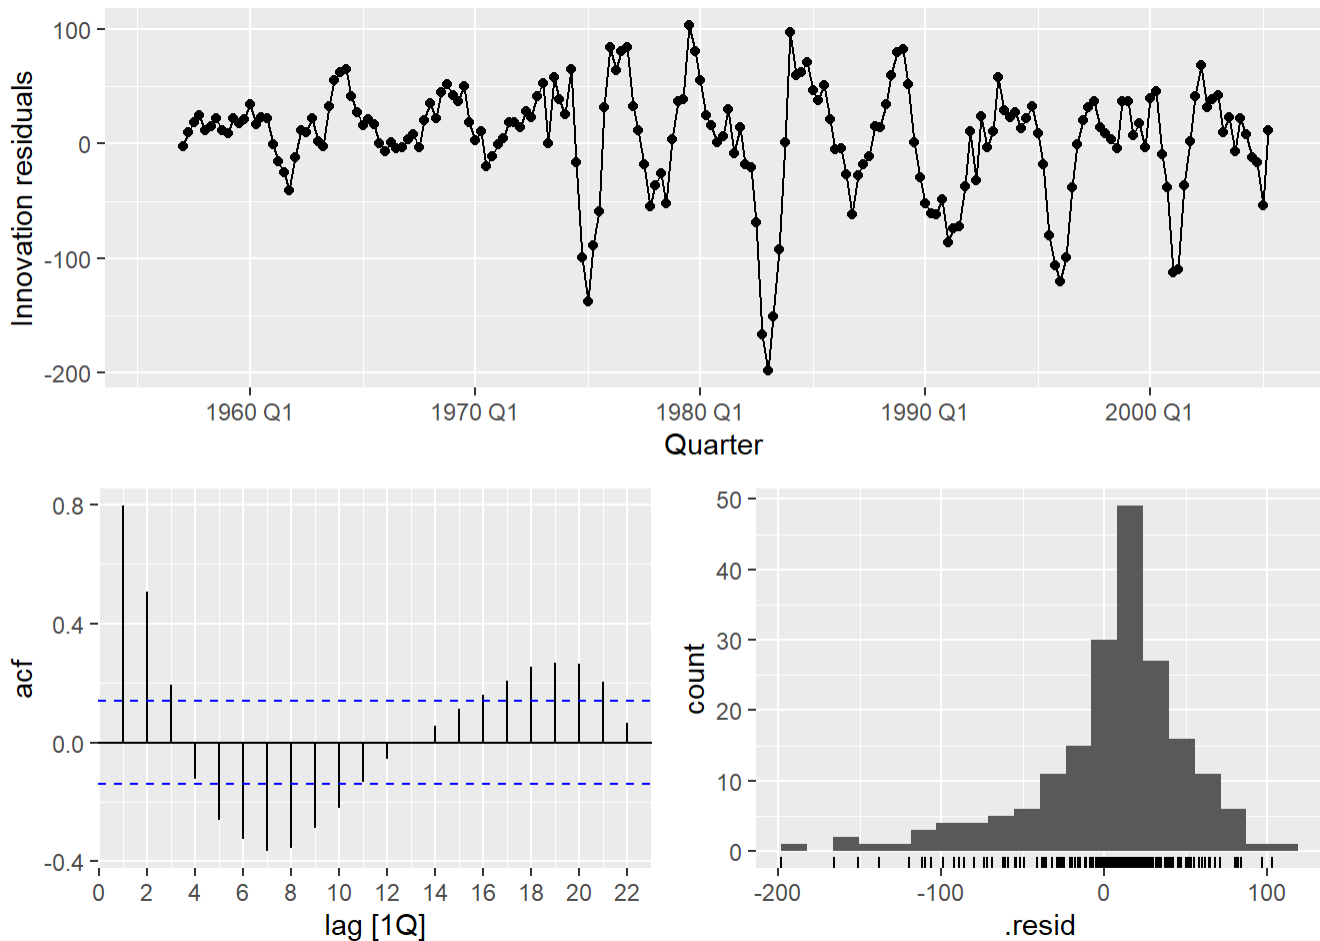 Innovation residuals
100
0
-100
-200
1960 Q1 1970 Q1 1980 Q1 1990 Q1 2000 Q1
Quarter
acf
0.8
0.4
0.0
-0.4
0 2 4 6 8 10 12 14 16 18 20 22
lag [1Q]
count
50
40
30
20
10
0
-200 -100 0 100
.resid